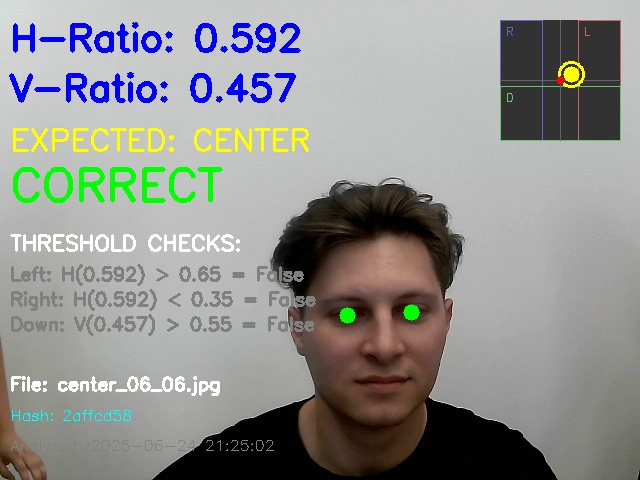 H-Ratio: 0.592
V-Ratio: 0.457
EXPECTED: CENTER
CORRECT
THRESHOLD CHECKS:
Left: H(0.592) > 0.65 = False
Right: H(0.592) < 0.35 = False
Down: V(0.457) > 0.55 = False
File: center_06_06.jpg
Hash: 2affcd58
Analyzed: 2025-06-24 21:25:02
R
L
D